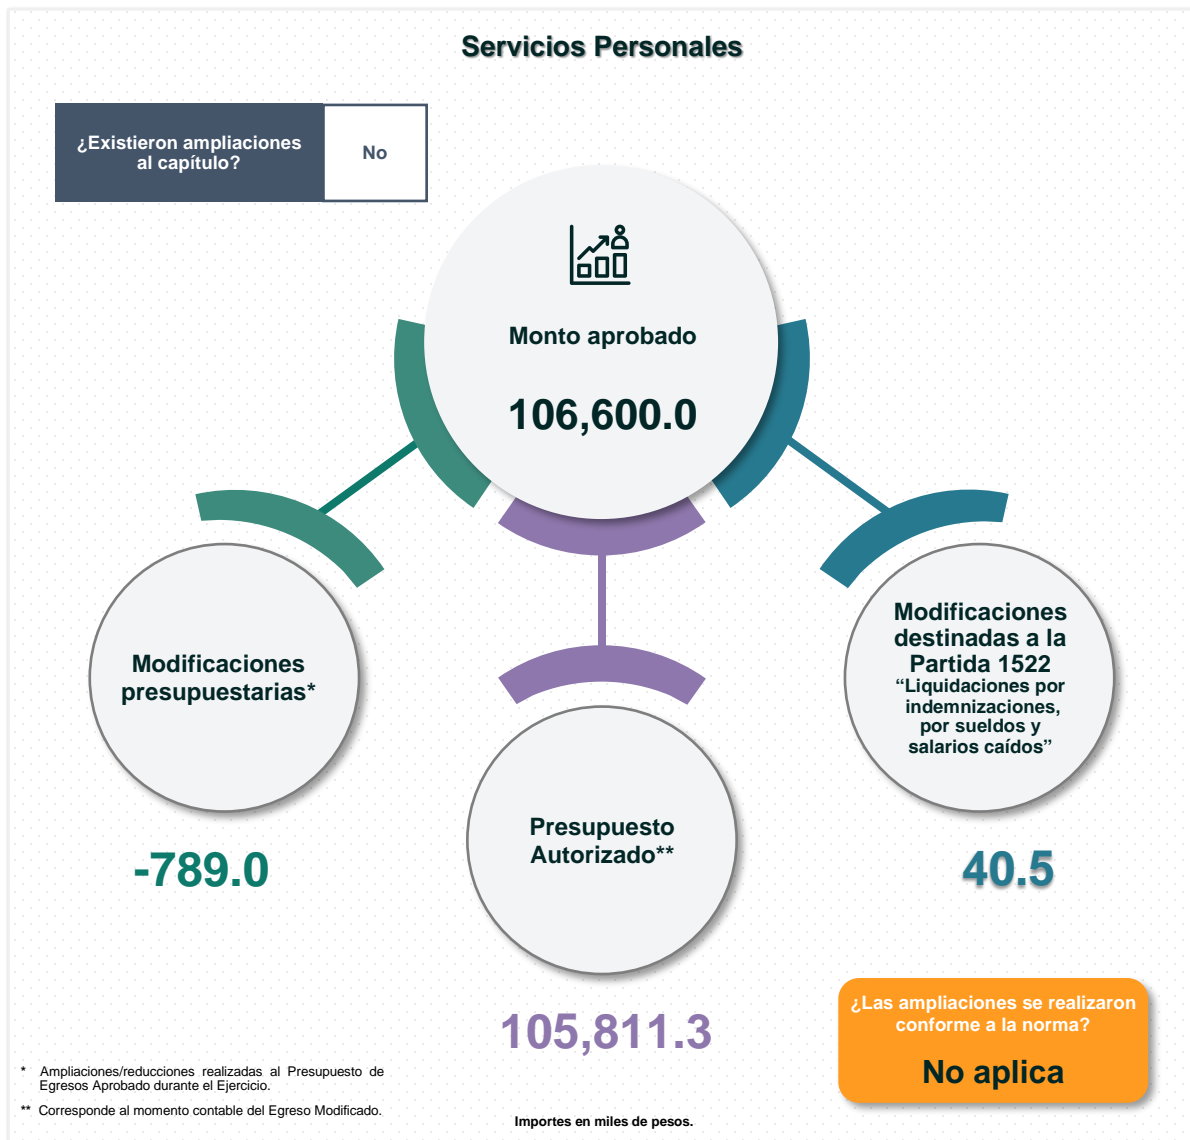 Servicios Personales
¿Existieron ampliaciones
al capítulo?
No
Monto aprobado
106,600.0
Modificaciones
presupuestarias*
-789.0
Presupuesto
Autorizado**
105,811.3
Modificaciones
destinadas a la
Partida 1522
“Liquidaciones por
indemnizaciones,
por sueldos y
salarios caídos”
40.5
¿Las ampliaciones se realizaron
conforme a la norma?
No aplica
* Ampliaciones/reducciones realizadas al Presupuesto de
Egresos Aprobado durante el Ejercicio.
** Corresponde al momento contable del Egreso Modificado.
Importes en miles de pesos.